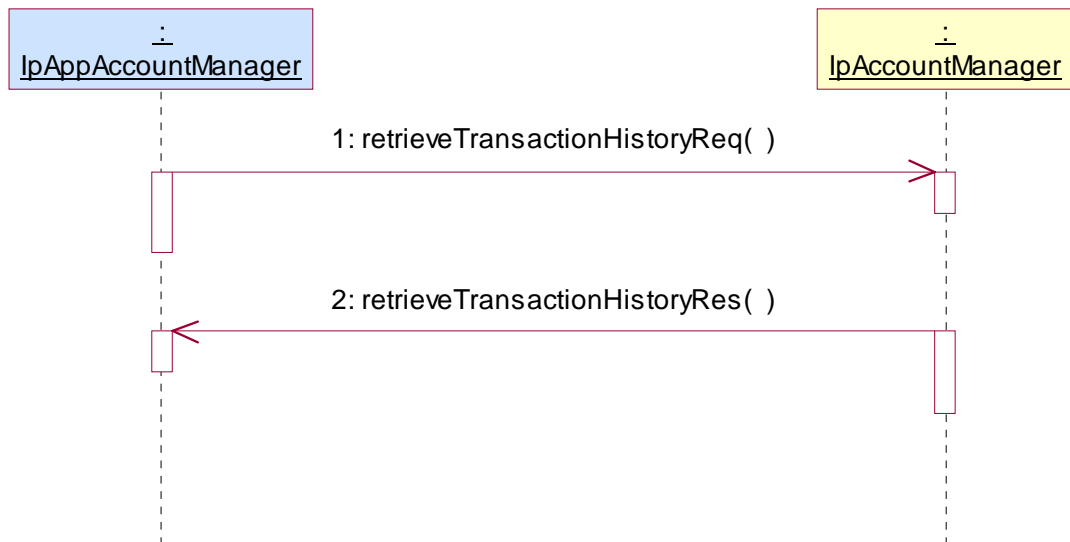 :
IpAppAccountManager
:
IpAccountManager
1: retrieveTransactionHistoryReq( )
2: retrieveTransactionHistoryRes( )